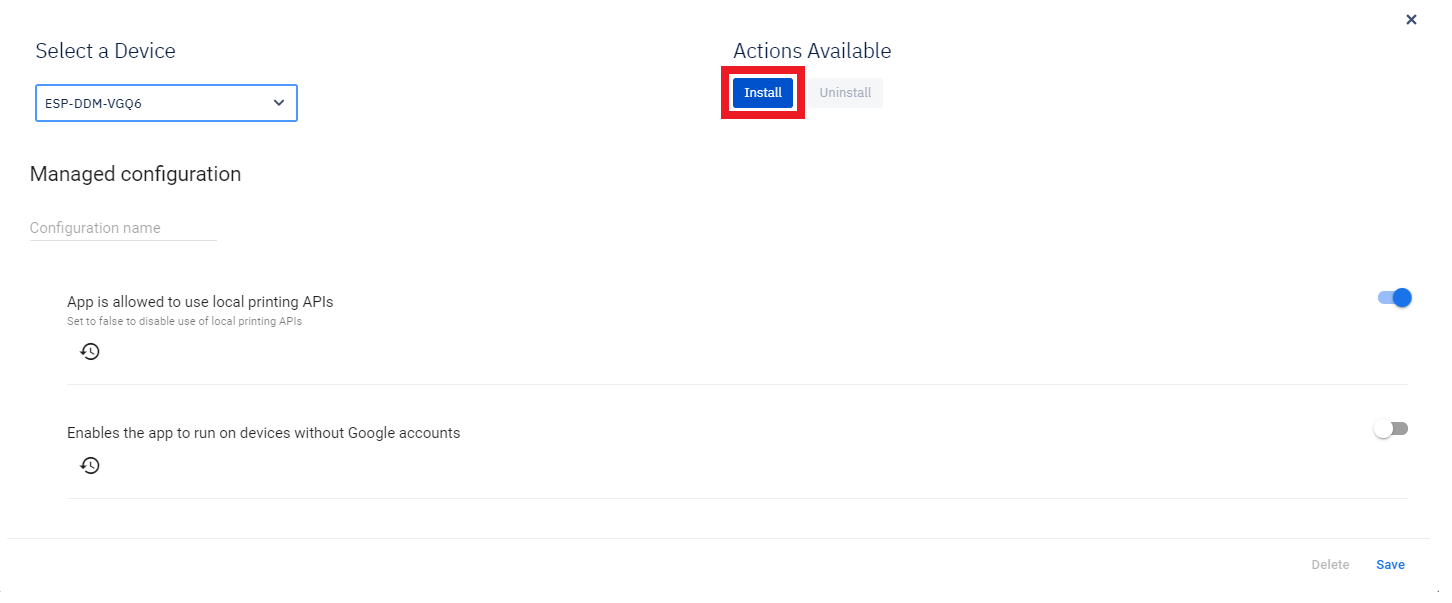 Select a Device
Actions Available
ESP-DDM-VGQ6
Install
Uninstall
Managed configuration
Configuration name
App is allowed to use local printing APIs
Set to false to disable use of local printing APIs
Enables the app to run on devices without Google accounts
Delete
Save